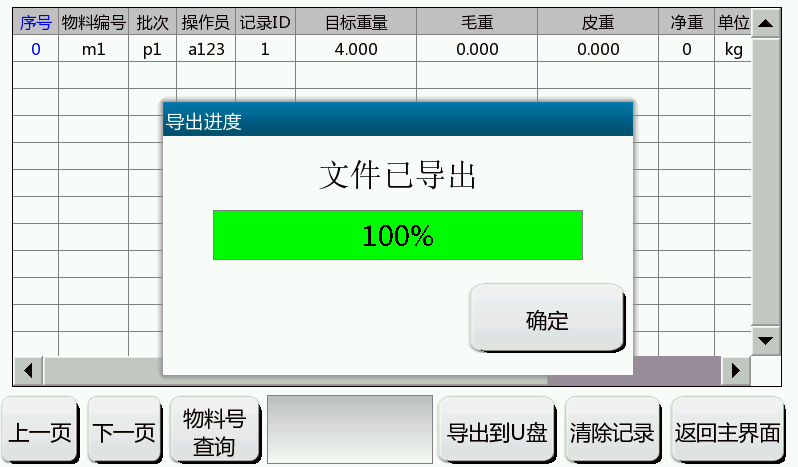 序号 物料编号 批次 操作员 记录ID 目标重量 毛重 皮重 净重 单位
0 m1 p1 a123 1 4.000 0.000 0.000 0 kg
导出进度
文件已导出
100%
确定
上一页 下一页 物料号 导出到U盘 清除记录 返回主界面
查询